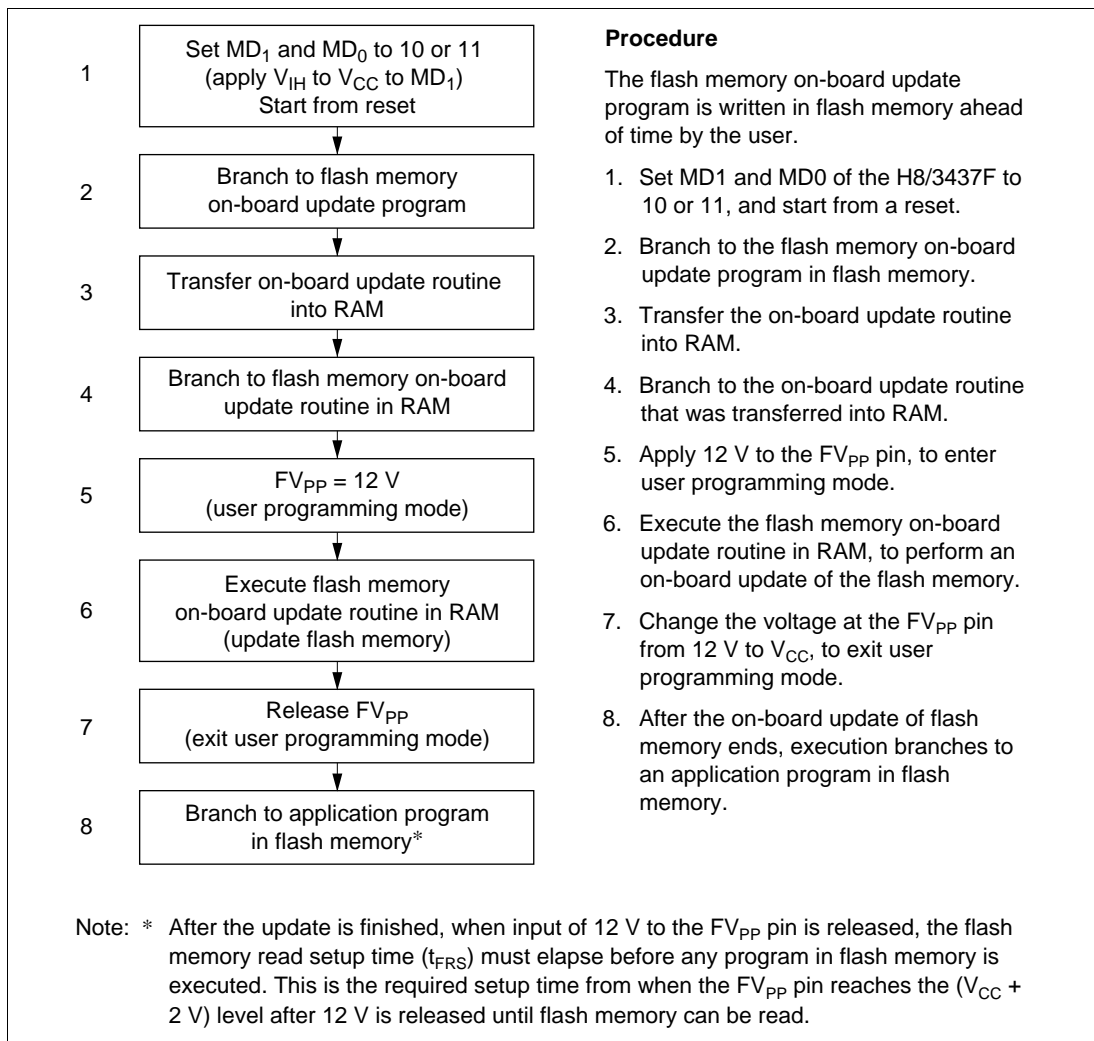 1
Set MD₁ and MD₀ to 10 or 11
(apply V_IH to V_CC to MD₁)
Start from reset
2
Branch to flash memory
on-board update program
3
Transfer on-board update routine
into RAM
4
Branch to flash memory on-board
update routine in RAM
5
FV_PP = 12 V
(user programming mode)
6
Execute flash memory
on-board update routine in RAM
(update flash memory)
7
Release FV_PP
(exit user programming mode)
8
Branch to application program
in flash memory*
Procedure
The flash memory on-board update
program is written in flash memory ahead
of time by the user.
1. Set MD1 and MD0 of the H8/3437F to
10 or 11, and start from a reset.
2. Branch to the flash memory on-board
update program in flash memory.
3. Transfer the on-board update routine
into RAM.
4. Branch to the on-board update routine
that was transferred into RAM.
5. Apply 12 V to the FV_PP pin, to enter
user programming mode.
6. Execute the flash memory on-board
update routine in RAM, to perform an
on-board update of the flash memory.
7. Change the voltage at the FV_PP pin
from 12 V to V_CC, to exit user
programming mode.
8. After the on-board update of flash
memory ends, execution branches to
an application program in flash
memory.
Note: * After the update is finished, when input of 12 V to the FV_PP pin is released, the flash
memory read setup time (t_FRS) must elapse before any program in flash memory is
executed. This is the required setup time from when the FV_PP pin reaches the (V_CC +
2 V) level after 12 V is released until flash memory can be read.